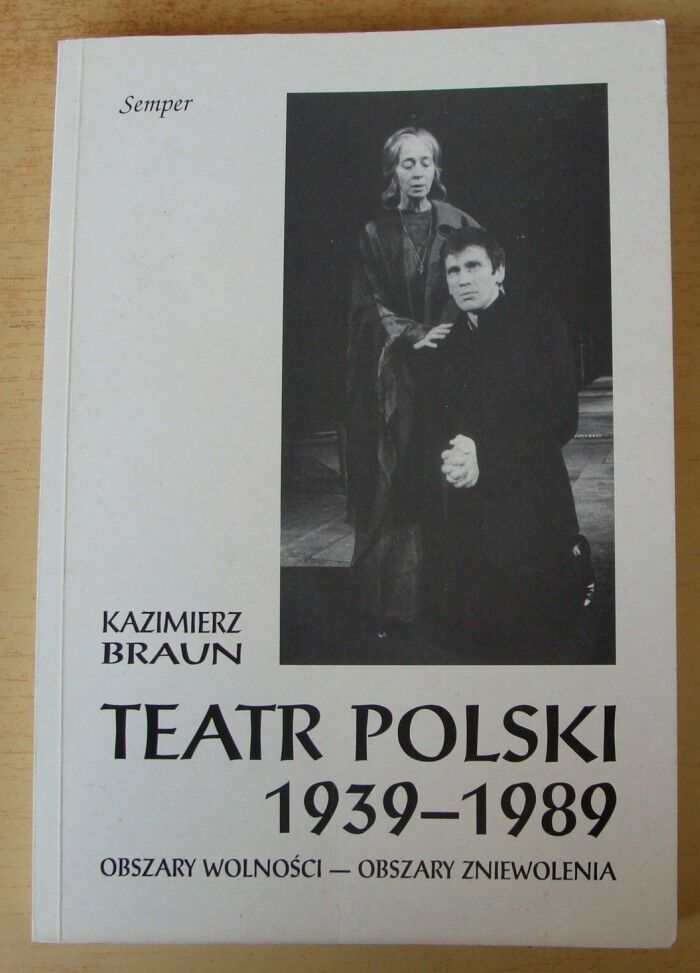 Semper
KAZIMIERZ
BRAUN
TEATR POLSKI
1939–1989
OBSZARY WOLNOŚCI — OBSZARY ZNIEWOLENIA